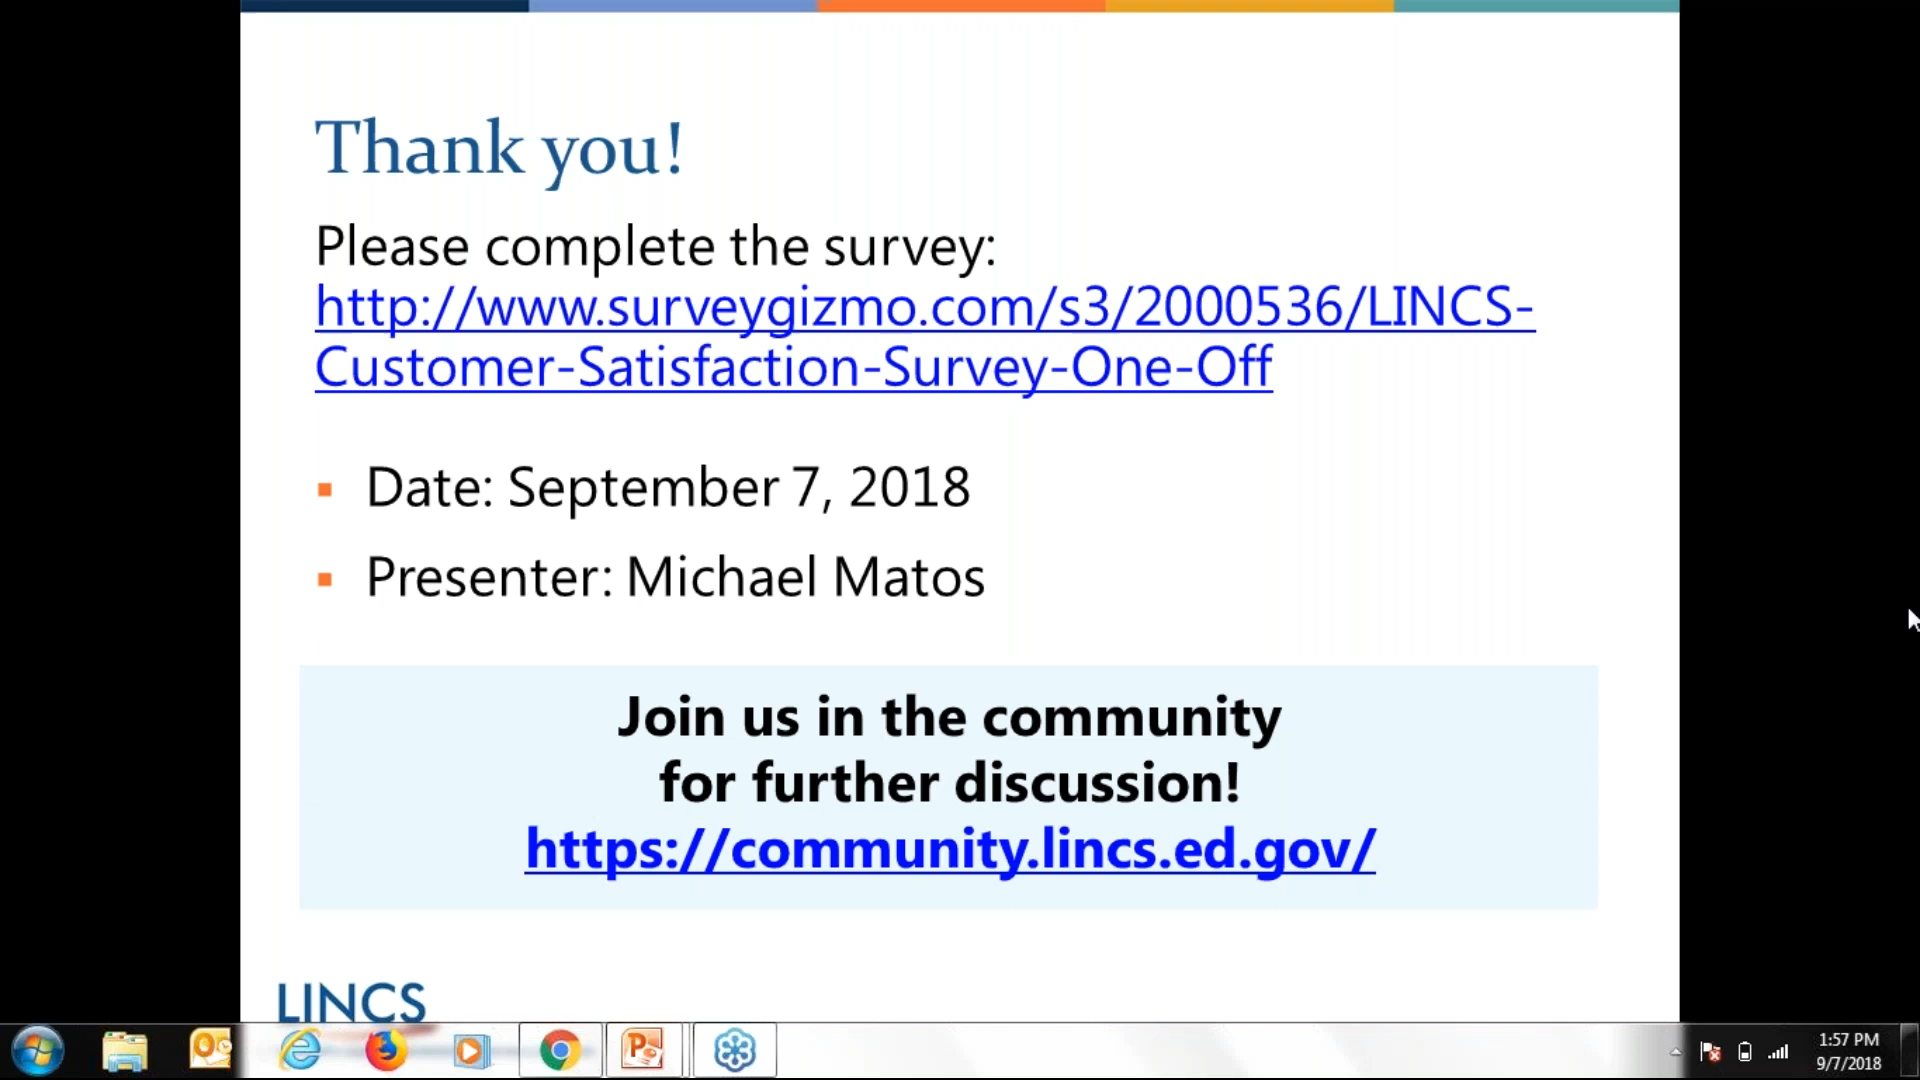 Thank you!
Please complete the survey:
http://www.surveygizmo.com/s3/2000536/LINCS-
Customer-Satisfaction-Survey-One-Off
Date: September 7, 2018
Presenter: Michael Matos
Join us in the community
for further discussion!
https://community.lincs.ed.gov/
LINCS
1:57 PM
9/7/2018